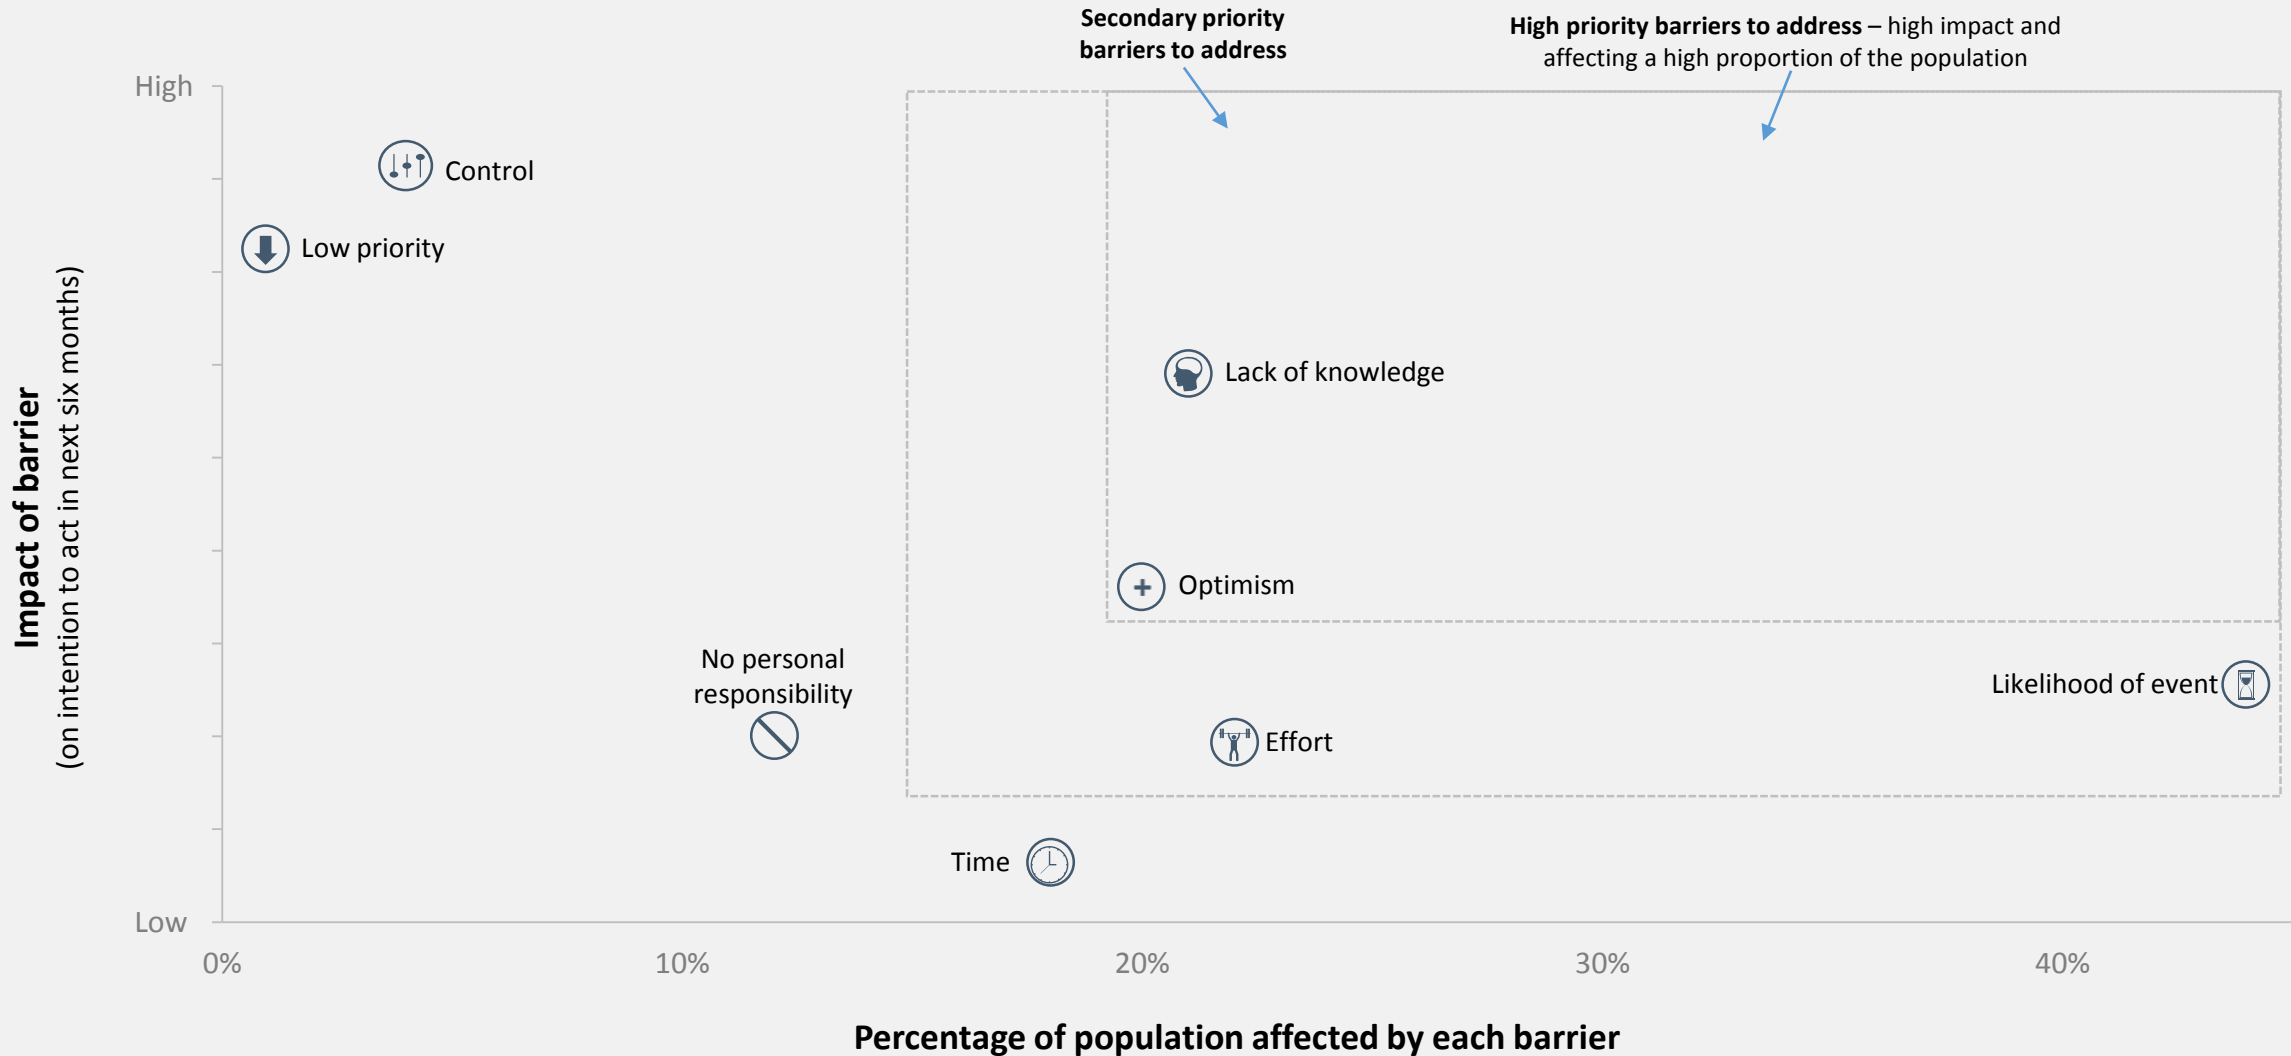 Secondary priority
barriers to address
High priority barriers to address – high impact and
affecting a high proportion of the population
High
Control
Low priority
Impact of barrier
(on intention to act in next six months)
Lack of knowledge
Optimism
No personal
responsibility
Likelihood of event
Effort
Time
Low
0%
10%
20%
30%
40%
Percentage of population affected by each barrier